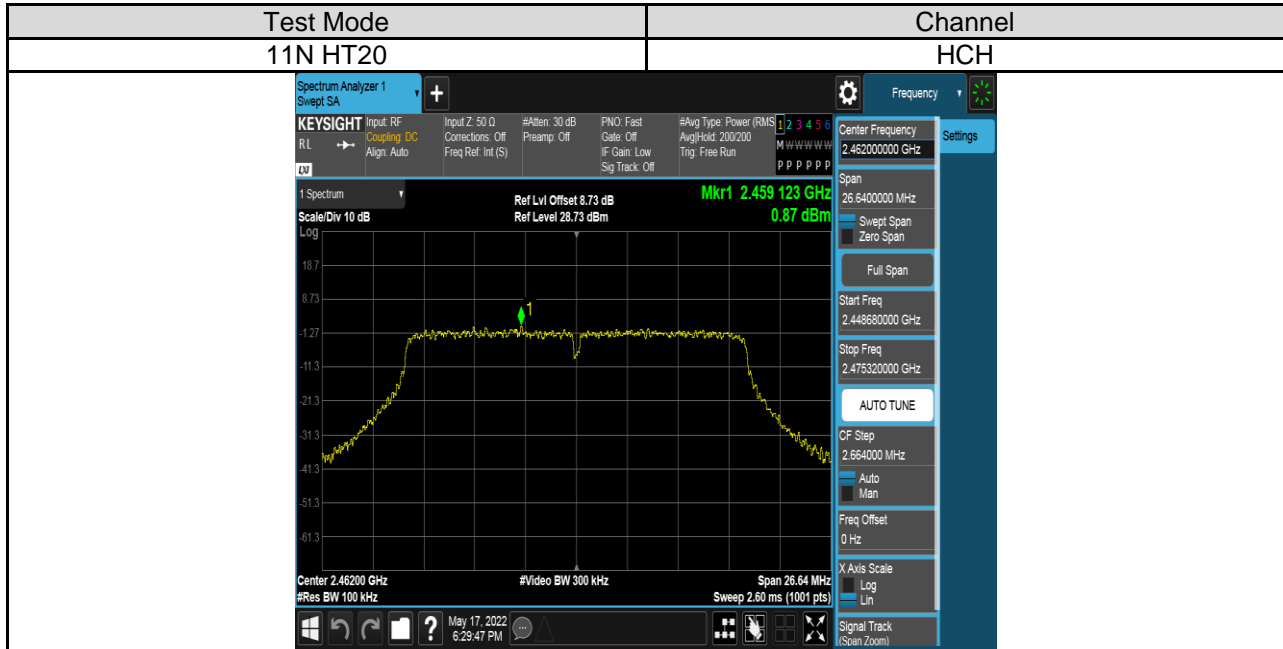 Test Mode Channel
11N HT20 HCH
Spectrum Analyzer 1
Swept SA
+
Frequency
KEYSIGHT Input: RF Input Z: 50 Ω #Atten: 30 dB PNO: Fast #Avg Type: Power (RMS 1 2 3 4 5 6
RL Coupling: DC Corrections: Off Preamp: Off Gate: Off Avg|Hold: 200/200 M W W W W W
Align: Auto Freq Ref: Int (S) IF Gain: Low Trig: Free Run
LXI Sig Track: Off P P P P P P
Center Frequency
2.462000000 GHz
Settings
Span
26.6400000 MHz
Swept Span
Zero Span
Full Span
Start Freq
2.448680000 GHz
Stop Freq
2.475320000 GHz
AUTO TUNE
CF Step
2.664000 MHz
Auto
Man
Freq Offset
0 Hz
X Axis Scale
Log
Lin
Signal Track
(Span Zoom)
1 Spectrum Ref Lvl Offset 8.73 dB Mkr1 2.459 123 GHz
Scale/Div 10 dB Ref Level 28.73 dBm 0.87 dBm
Log
18.7
8.73
1
-1.27
-11.3
-21.3
-31.3
-41.3
-51.3
-61.3
Center 2.46200 GHz #Video BW 300 kHz Span 26.64 MHz
#Res BW 100 kHz Sweep 2.60 ms (1001 pts)
? May 17, 2022
6:29:47 PM